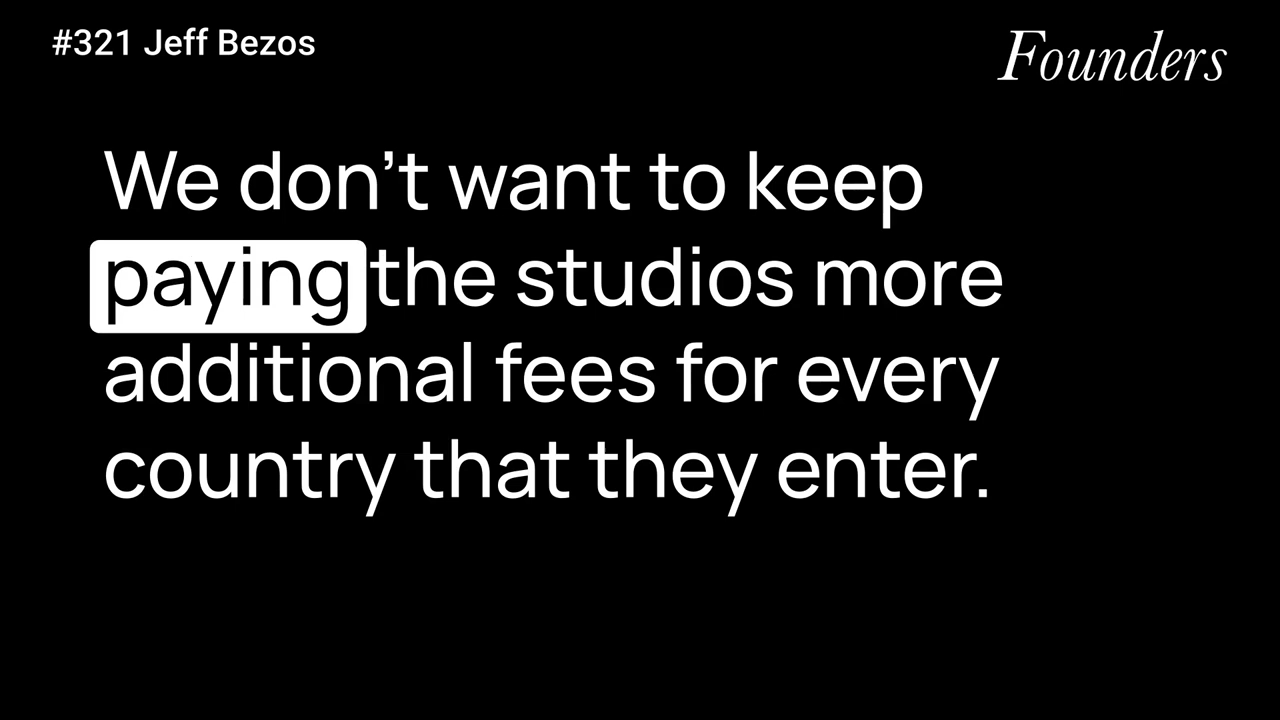 #321 Jeff Bezos
Founders
We don’t want to keep
paying the studios more
additional fees for every
country that they enter.